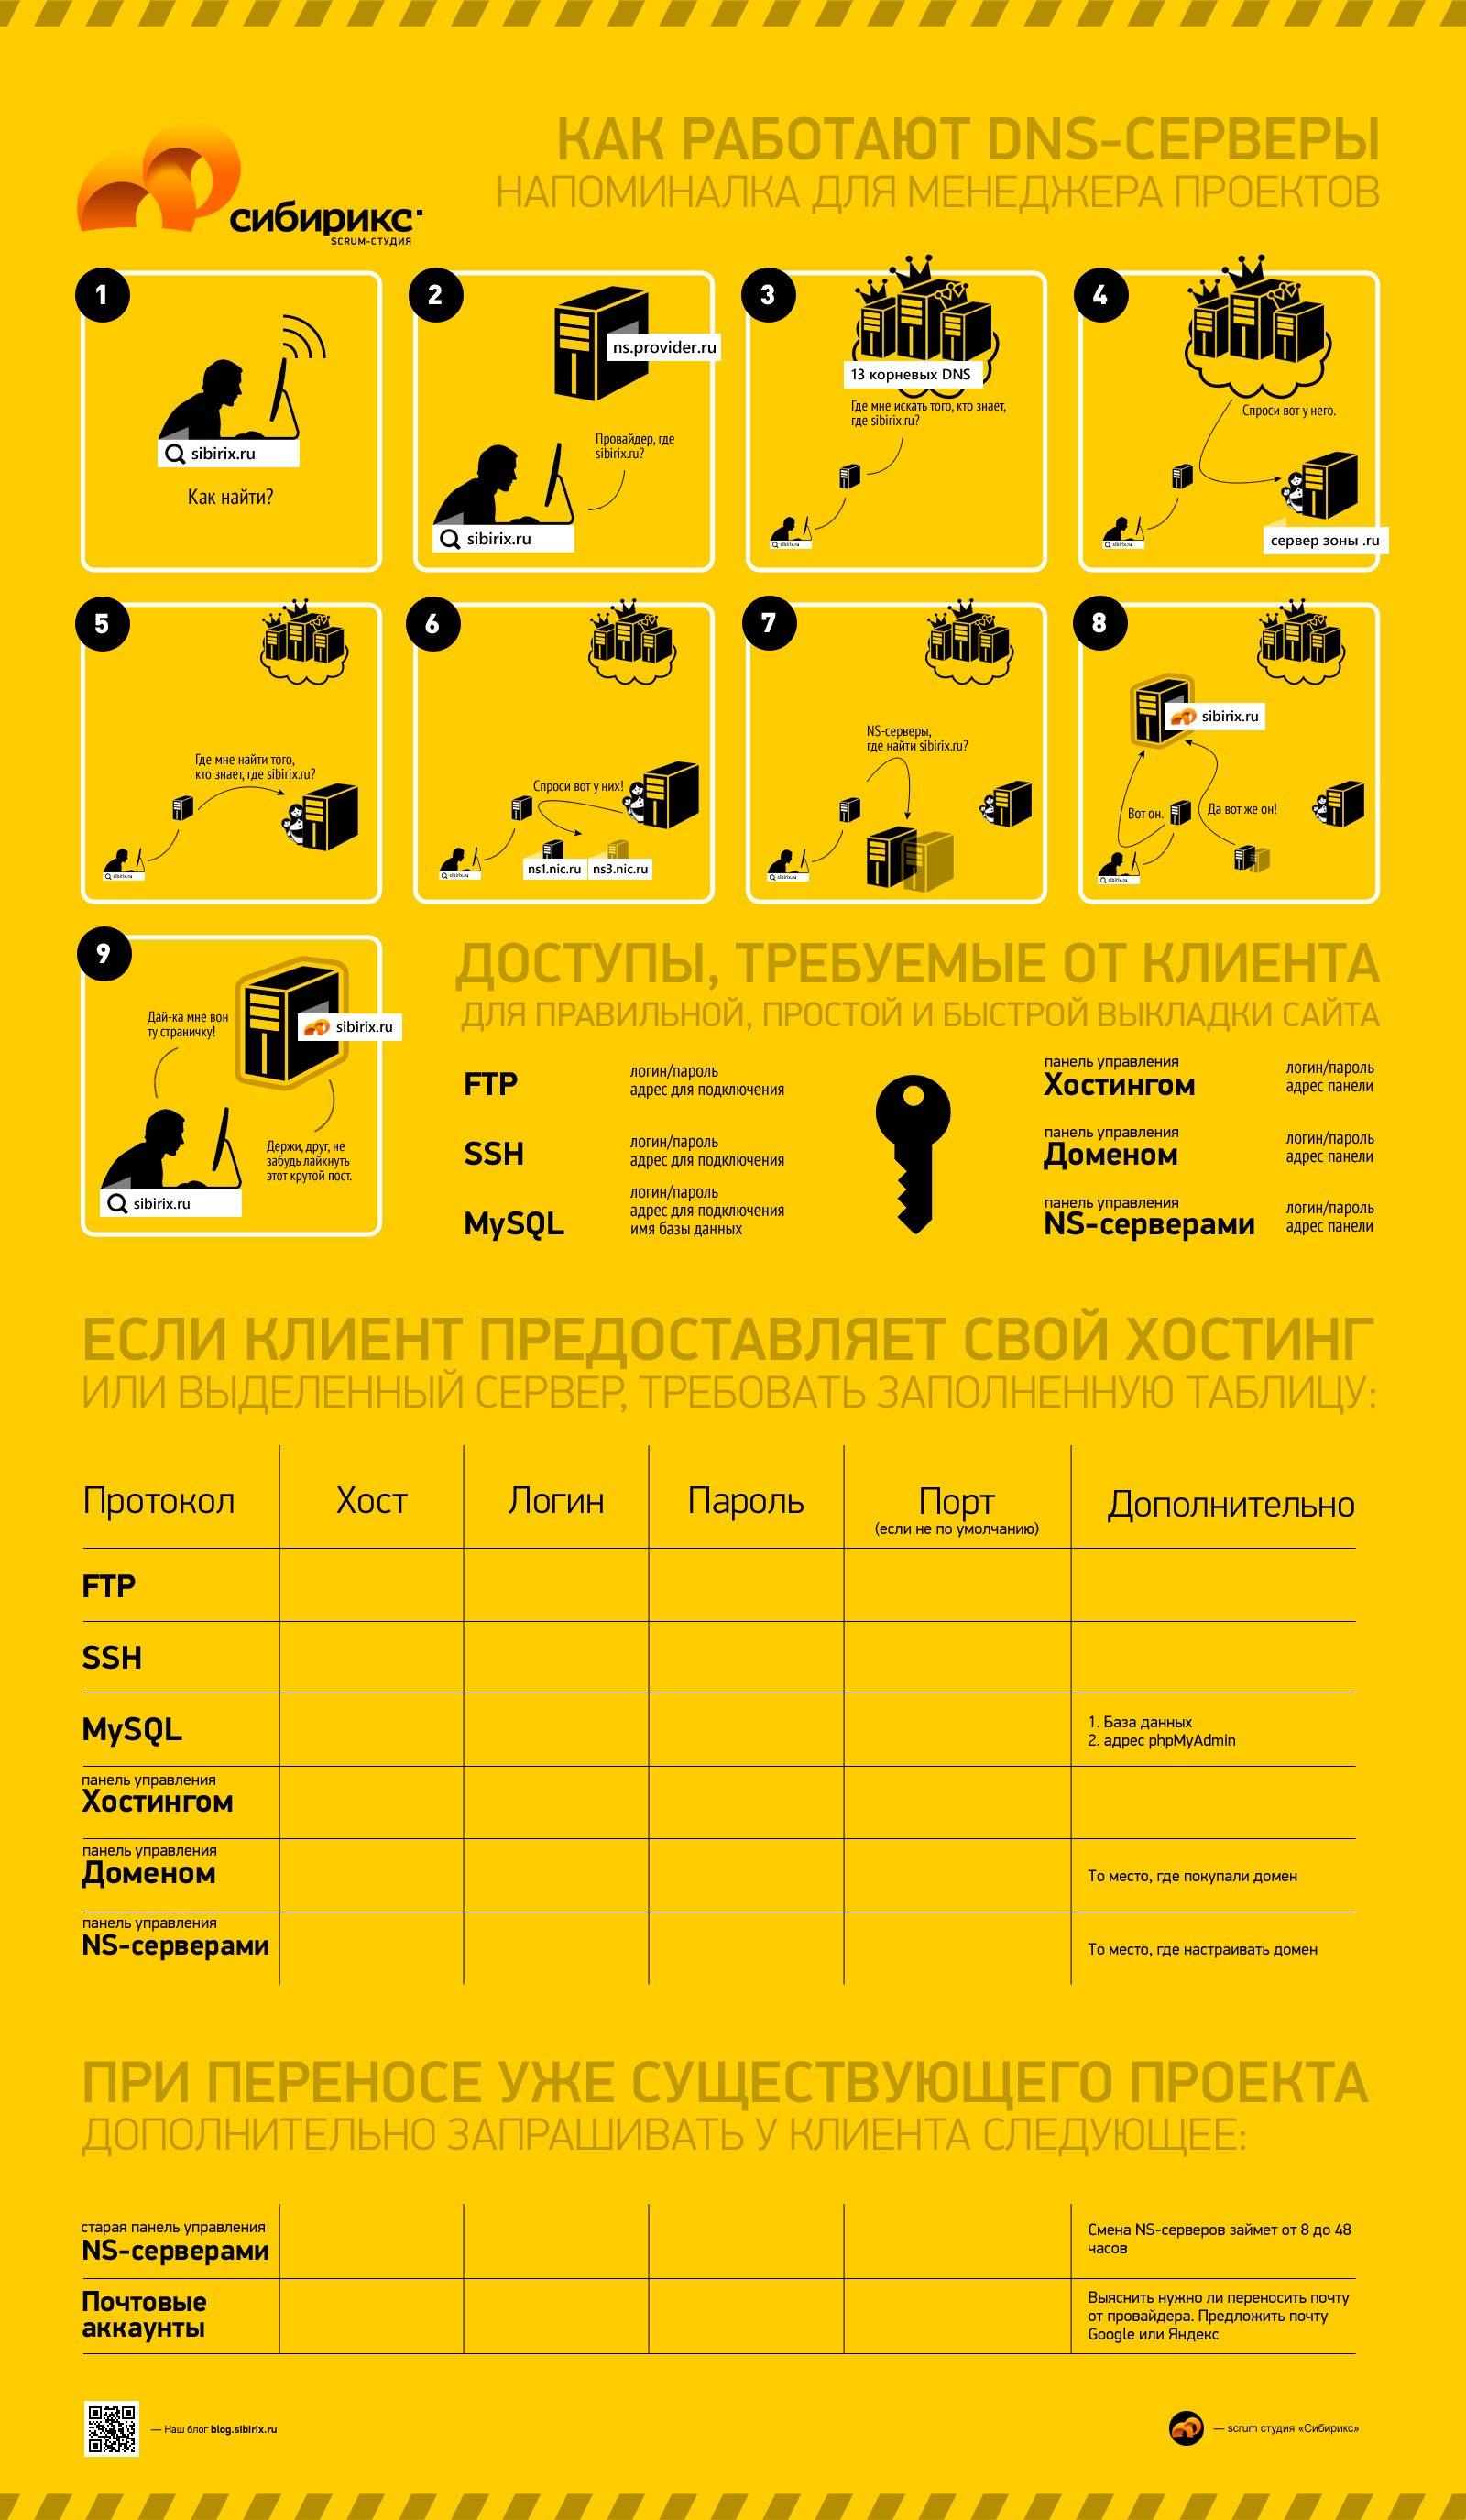 сибирикс
SCRUM-СТУДИЯ
КАК РАБОТАЮТ DNS-СЕРВЕРЫ
НАПОМИНАЛКА ДЛЯ МЕНЕДЖЕРА ПРОЕКТОВ
1
sibirix.ru
Как найти?
2
ns.provider.ru
Провайдер, где
sibirix.ru?
sibirix.ru
3
13 корневых DNS
Где мне искать того, кто знает,
где sibirix.ru?
sibirix.ru
4
Спроси вот у него.
sibirix.ru
сервер зоны .ru
5
Где мне найти того,
кто знает, где sibirix.ru?
sibirix.ru
6
Спроси вот у них!
ns1.nic.ru
ns3.nic.ru
sibirix.ru
7
NS-серверы,
где найти sibirix.ru?
sibirix.ru
8
sibirix.ru
Вот он.
Да вот же он!
sibirix.ru
9
Дай-ка мне вон
ту страничку!
sibirix.ru
Держи, друг, не
забудь лайкнуть
этот крутой пост.
sibirix.ru
ДОСТУПЫ, ТРЕБУЕМЫЕ ОТ КЛИЕНТА
ДЛЯ ПРАВИЛЬНОЙ, ПРОСТОЙ И БЫСТРОЙ ВЫКЛАДКИ САЙТА
FTP
логин/пароль
адрес для подключения
SSH
логин/пароль
адрес для подключения
MySQL
логин/пароль
адрес для подключения
имя базы данных
панель управления
Хостингом
логин/пароль
адрес панели
панель управления
Доменом
логин/пароль
адрес панели
панель управления
NS-серверами
логин/пароль
адрес панели
ЕСЛИ КЛИЕНТ ПРЕДОСТАВЛЯЕТ СВОЙ ХОСТИНГ
ИЛИ ВЫДЕЛЕННЫЙ СЕРВЕР, ТРЕБОВАТЬ ЗАПОЛНЕННУЮ ТАБЛИЦУ:
Протокол
Хост
Логин
Пароль
Порт
(если не по умолчанию)
Дополнительно
FTP
SSH
MySQL
1. База данных
2. адрес phpMyAdmin
панель управления
Хостингом
панель управления
Доменом
То место, где покупали домен
панель управления
NS-серверами
То место, где настраивать домен
ПРИ ПЕРЕНОСЕ УЖЕ СУЩЕСТВУЮЩЕГО ПРОЕКТА
ДОПОЛНИТЕЛЬНО ЗАПРАШИВАТЬ У КЛИЕНТА СЛЕДУЮЩЕЕ:
старая панель управления
NS-серверами
Смена NS-серверов займет от 8 до 48
часов
Почтовые
аккаунты
Выяснить нужно ли переносить почту
от провайдера. Предложить почту
Google или Яндекс
— Наш блог blog.sibirix.ru
— scrum студия «Сибирикс»